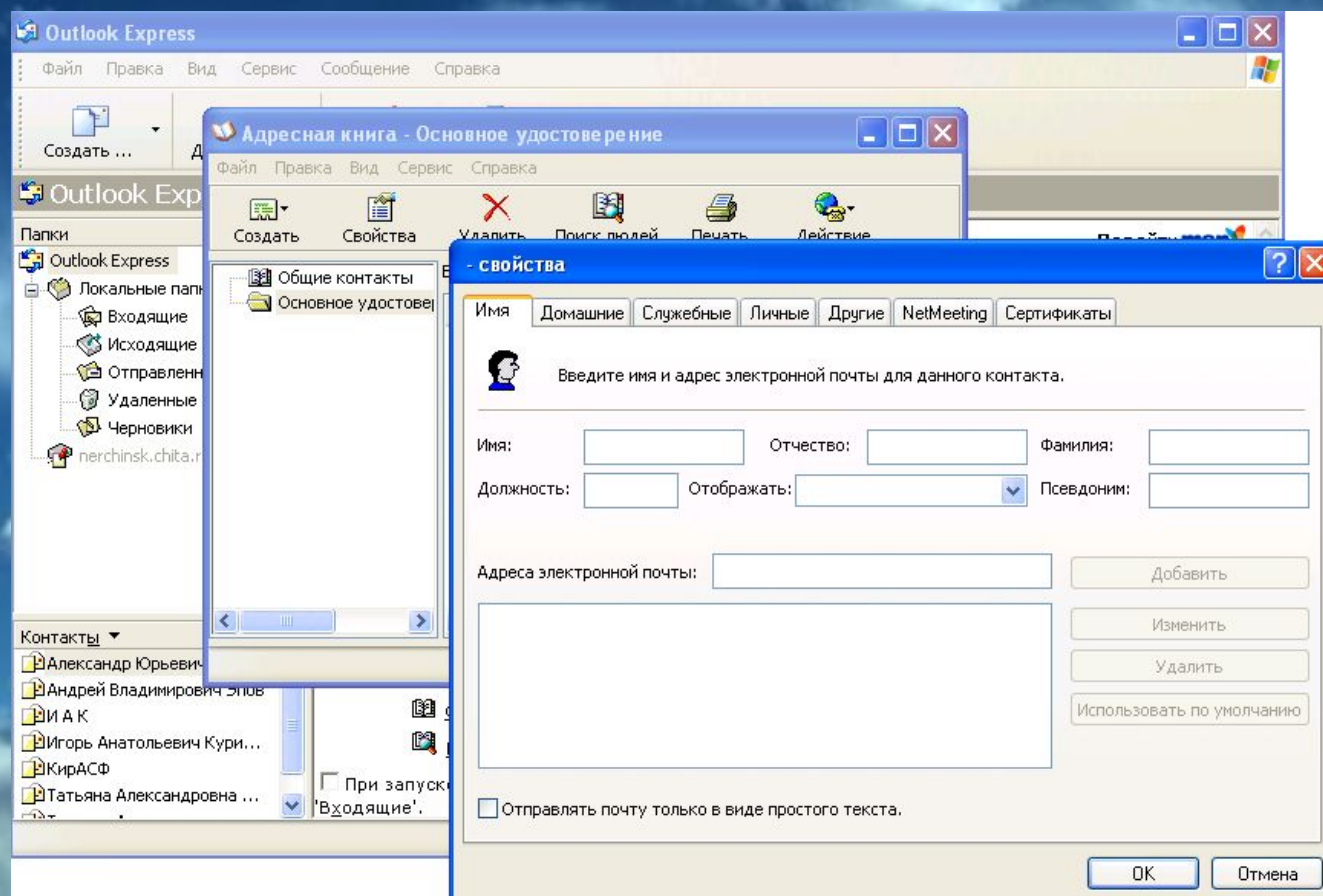 Outlook Express
Файл Правка Вид Сервис Сообщение Справка
Создать ...
Outlook Exp
Папки
Outlook Express
Локальные пап
Входящие
Исходящие
Отправленн
Удаленные
Черновики
nerchinsk.chita.r
Контакты
Александр Юрьевич
Андрей Владимирович Эпов
И А К
Игорь Анатольевич Кури...
КирАСФ
Татьяна Александровна ...
При запуск
'Входящие'.
Адресная книга - Основное удостоверение
Файл Правка Вид Сервис Справка
Создать Свойства Удалить Поиск людей Печать Действие
Общие контакты
Основное удостовер
- свойства
Имя Домашние Служебные Личные Другие NetMeeting Сертификаты
Введите имя и адрес электронной почты для данного контакта.
Имя: Отчество: Фамилия:
Должность: Отображать: Псевдоним:
Адреса электронной почты: Добавить
Изменить
Удалить
Использовать по умолчанию
Отправлять почту только в виде простого текста.
OK Отмена